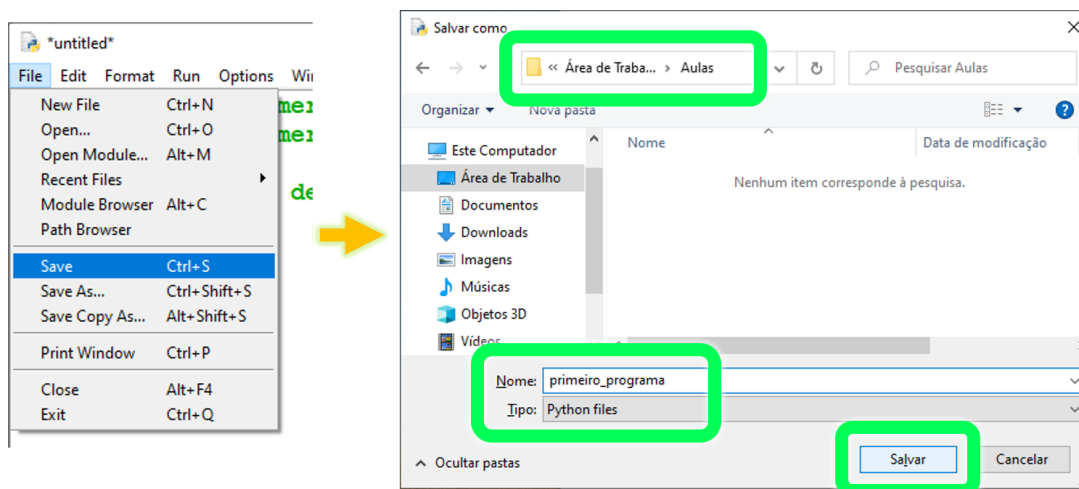 *untitled*
File Edit Format Run Options Wi
New File Ctrl+N
Open... Ctrl+O
Open Module... Alt+M
Recent Files
Module Browser Alt+C
Path Browser
Save Ctrl+S
Save As... Ctrl+Shift+S
Save Copy As... Alt+Shift+S
Print Window Ctrl+P
Close Alt+F4
Exit Ctrl+Q
mer
mer
de
Salvar como
« Área de Traba... › Aulas
Pesquisar Aulas
Organizar
Nova pasta
Este Computador
Área de Trabalho
Documentos
Downloads
Imagens
Músicas
Objetos 3D
Vídeos
Nome Data de modificação
Nenhum item corresponde à pesquisa.
Nome: primeiro_programa
Tipo: Python files
Ocultar pastas
Salvar Cancelar